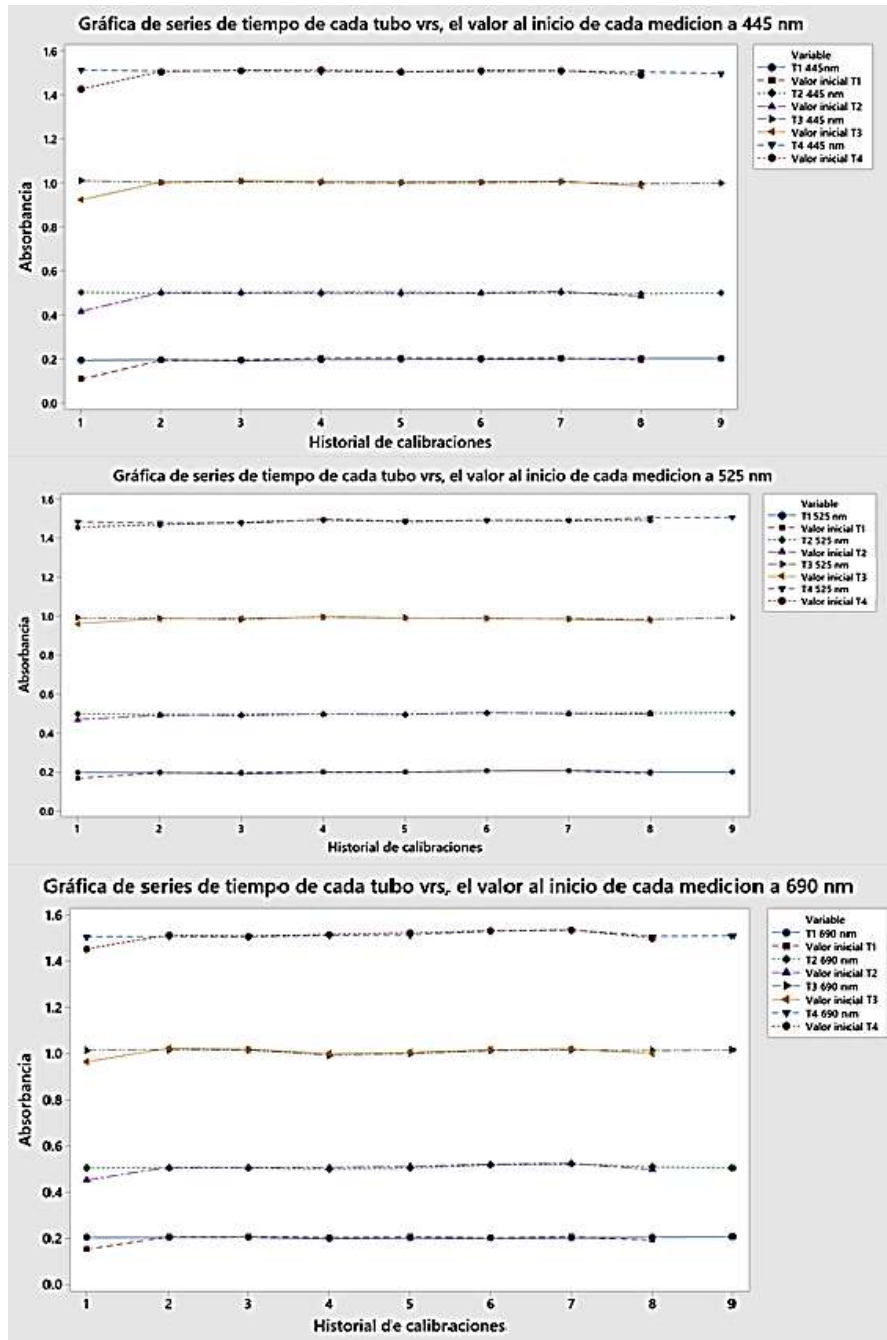 Gráfica de series de tiempo de cada tubo vrs, el valor al inicio de cada medicion a 445 nm
Absorbancia
1.6
1.4
1.2
1.0
0.8
0.6
0.4
0.2
0.0
1 2 3 4 5 6 7 8 9
Historial de calibraciones
Variable
T1 445nm
Valor inicial T1
T2 445 nm
Valor inicial T2
T3 445 nm
Valor inicial T3
T4 445 nm
Valor inicial T4
Gráfica de series de tiempo de cada tubo vrs, el valor al inicio de cada medicion a 525 nm
Absorbancia
1.6
1.4
1.2
1.0
0.8
0.6
0.4
0.2
0.0
1 2 3 4 5 6 7 8 9
Historial de calibraciones
Variable
T1 525 nm
Valor inicial T1
T2 525 nm
Valor inicial T2
T3 525 nm
Valor inicial T3
T4 525 nm
Valor inicial T4
Gráfica de series de tiempo de cada tubo vrs, el valor al inicio de cada medicion a 690 nm
Absorbancia
1.6
1.4
1.2
1.0
0.8
0.6
0.4
0.2
0.0
1 2 3 4 5 6 7 8 9
Historial de calibraciones
Variable
T1 690 nm
Valor inicial T1
T2 690 nm
Valor inicial T2
T3 690 nm
Valor inicial T3
T4 690 nm
Valor inicial T4